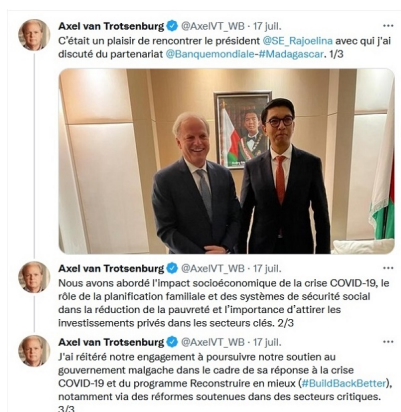 Axel van Trotsenburg @AxelVT_WB · 17 juil.
C'était un plaisir de rencontrer le président @SE_Rajoelina avec qui j'ai
discuté du partenariat @Banquemondiale-#Madagascar. 1/3
Axel van Trotsenburg @AxelVT_WB · 17 juil.
Nous avons abordé l'impact socioéconomique de la crise COVID-19, le
rôle de la planification familiale et des systèmes de sécurité social
dans la réduction de la pauvreté et l'importance d'attirer les
investissements privés dans les secteurs clés. 2/3
Axel van Trotsenburg @AxelVT_WB · 17 juil.
J'ai réitéré notre engagement à poursuivre notre soutien au
gouvernement malgache dans le cadre de sa réponse à la crise
COVID-19 et du programme Reconstruire en mieux (#BuildBackBetter),
notamment via des réformes soutenues dans des secteurs critiques.
3/3